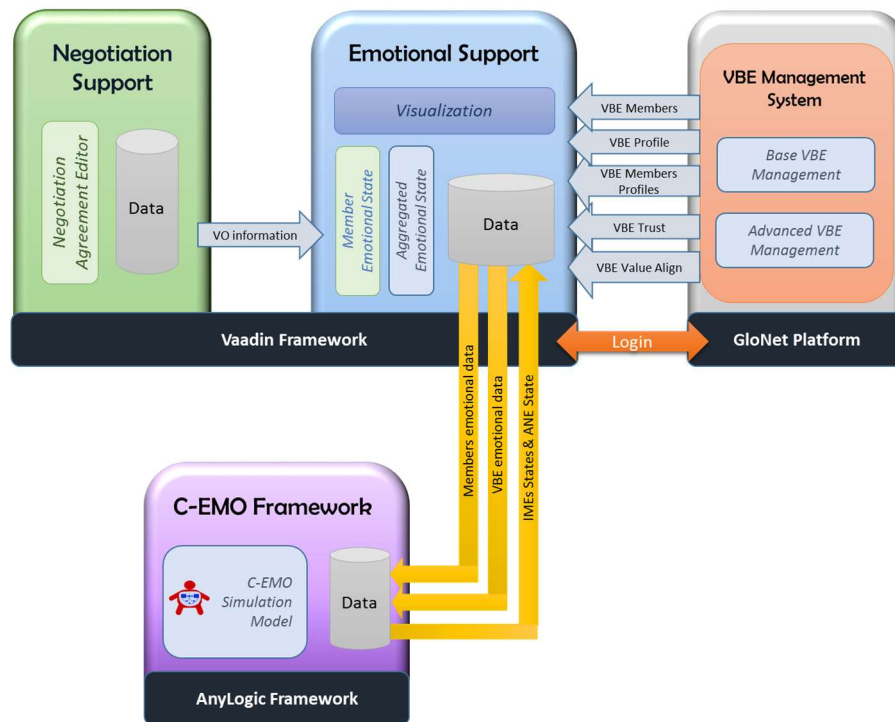 Negotiation
Support
Negotiation
Agreement Editor
Data
VO information
Emotional Support
Visualization
Member
Emotional State
Aggregated
Emotional State
Data
VBE Members
VBE Profile
VBE Members
Profiles
VBE Trust
VBE Value Align
VBE Management
System
Base VBE
Management
Advanced VBE
Management
Vaadin Framework
Login
GloNet Platform
Members emotional data
VBE emotional data
IMEs States & ANE State
C-EMO Framework
C-EMO
Simulation
Model
Data
AnyLogic Framework